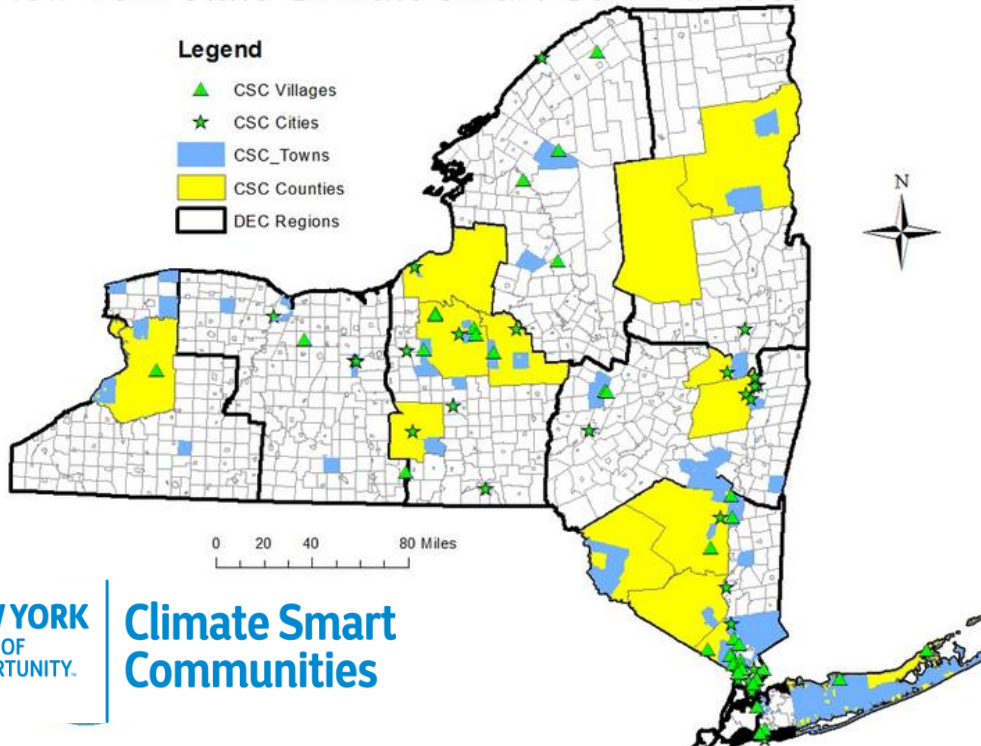 Legend
CSC Villages
CSC Cities
CSC_Towns
CSC Counties
DEC Regions
N
0 20 40 80 Miles
YORK
OF
Climate Smart
Communities